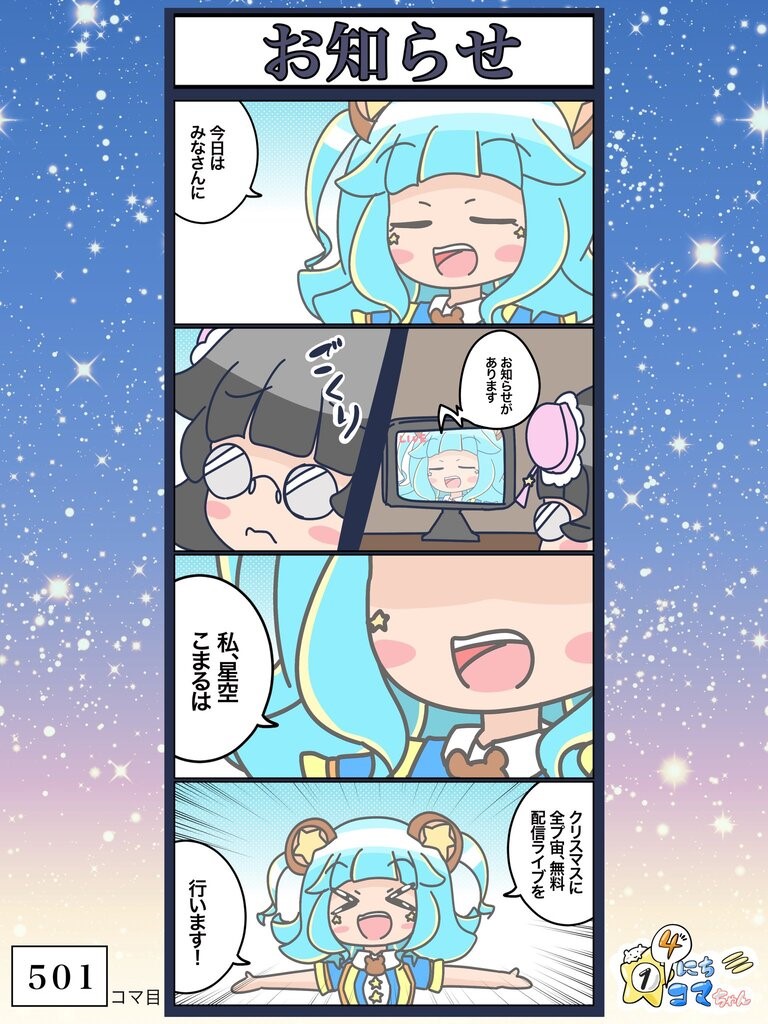 お知らせ
今日は
みなさんに
お知らせが
あります
LIVE
ごくり
私、星空
こまるは
クリスマスに
全プ宙、無料
配信ライブを
行います!
501
コマ目
1
にち
4
コマ
ちゃん